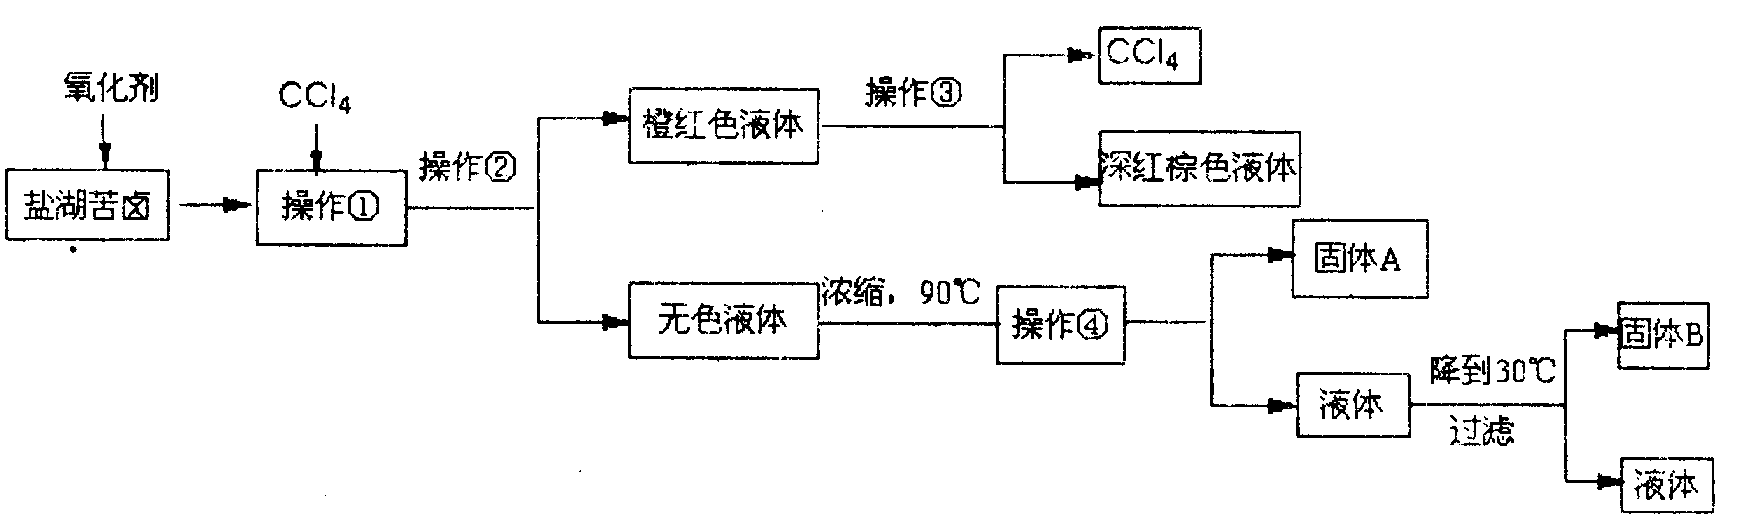 氧化剂
CCl₄
盐湖苦卤
操作①
操作②
橙红色液体
操作③
CCl₄
深红棕色液体
无色液体
浓缩，90℃
操作④
固体A
液体
降到30℃
过滤
固体B
液体